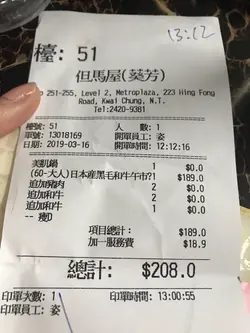 13:12
檯: 51
但馬屋(葵芳)
o 251-255, Level 2, Metroplaza, 223 Hing Fong
Road, Kwai Chung, N.T.
Tel:2420-9381
檯號: 51 人 數: 1
單號: 13018169 開單員工: 姿
日期: 2019-03-16 開單時間: 12:12:16
美肌鍋 1 $0.0
(60-大人)日本産黑毛和牛午市?1 $189.0
追加豬肉 2 $0.0
追加和牛 2 $0.0
追加和牛 1 $0.0
-- 瘦D
項目總計: $189.0
加一服務費 $18.9
總計: $208.0
印單次數: 1 印單時間: 13:00:55
印單員工: 姿